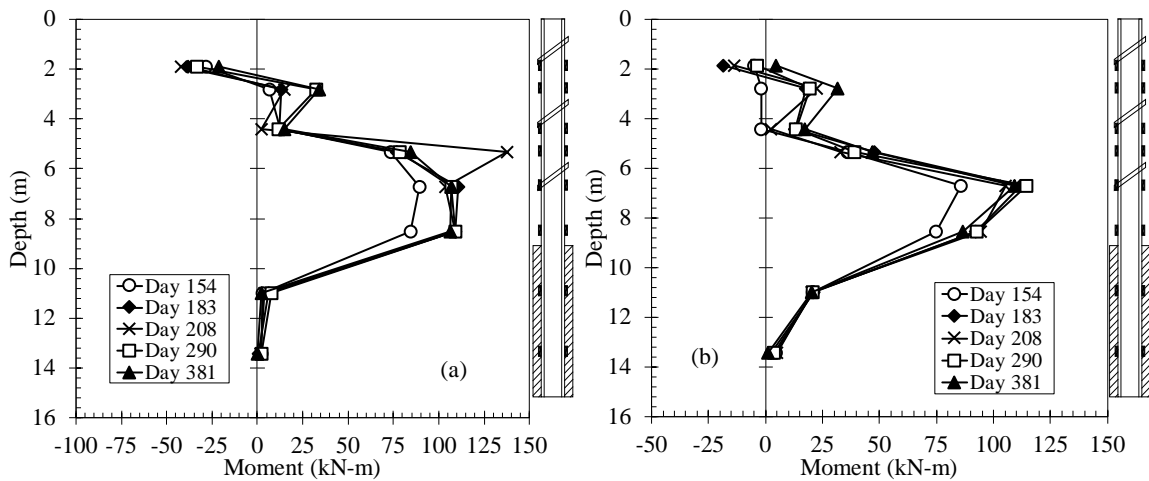 0
2
4
6
8
10
12
14
16
Depth (m)
-100 -75 -50 -25 0 25 50 75 100 125 150
Moment (kN-m)
Day 154
Day 183
Day 208
Day 290
Day 381
(a)
0
2
4
6
8
10
12
14
16
Depth (m)
-50 -25 0 25 50 75 100 125 150
Moment (kN-m)
(b)
Day 154
Day 183
Day 208
Day 290
Day 381